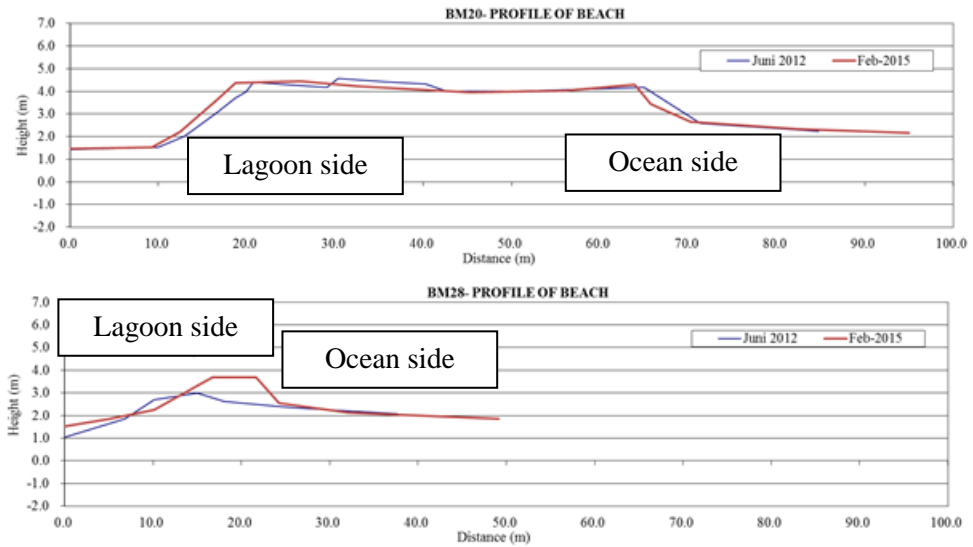 BM20- PROFILE OF BEACH
7.0
6.0
5.0
4.0
3.0
2.0
1.0
0.0
-1.0
-2.0
Height (m)
Juni 2012
Feb-2015
Lagoon side
Ocean side
0.0 10.0 20.0 30.0 40.0 50.0 60.0 70.0 80.0 90.0 100.0
Distance (m)
BM28- PROFILE OF BEACH
7.0
6.0
5.0
4.0
3.0
2.0
1.0
0.0
-1.0
-2.0
Height (m)
Lagoon side
Ocean side
Juni 2012
Feb-2015
0.0 10.0 20.0 30.0 40.0 50.0 60.0 70.0 80.0 90.0 100.0
Distance (m)